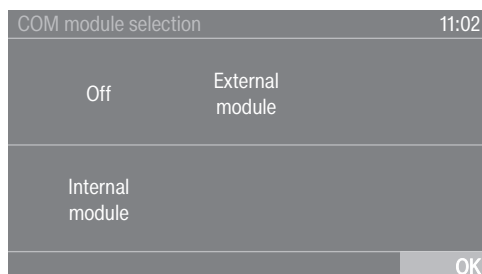 COM module selection 11:02
Off
External
module
Internal
module
OK